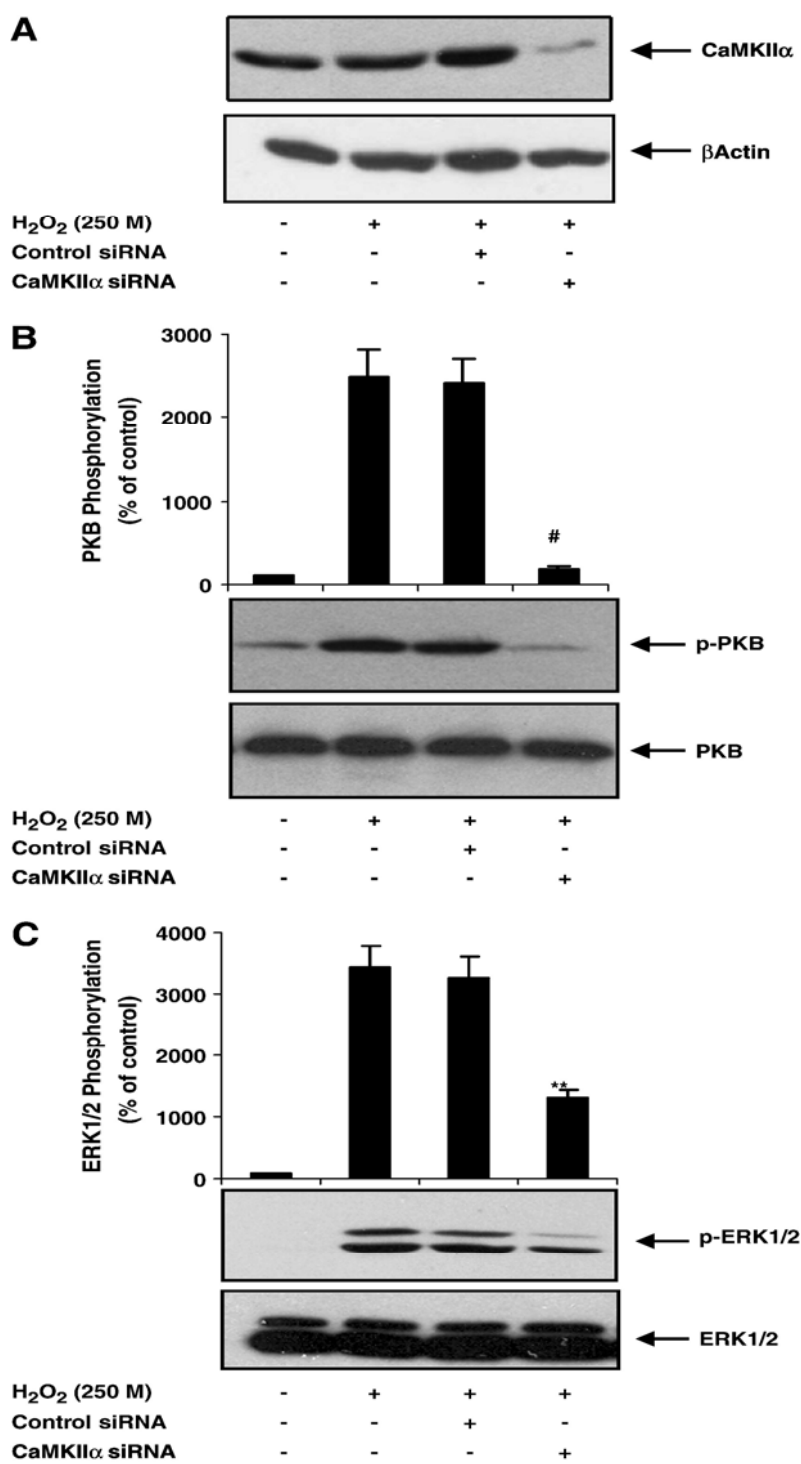 A
CaMKIIα
βActin
H₂O₂ (250 M) - + + +
Control siRNA - - + -
CaMKIIα siRNA - - - +
B
PKB Phosphorylation
(% of control)
3000
2000
1000
0
#
p-PKB
PKB
H₂O₂ (250 M) - + + +
Control siRNA - - + -
CaMKIIα siRNA - - - +
C
ERK1/2 Phosphorylation
(% of control)
4000
3000
2000
1000
0
**
p-ERK1/2
ERK1/2
H₂O₂ (250 M) - + + +
Control siRNA - - + -
CaMKIIα siRNA - - - +